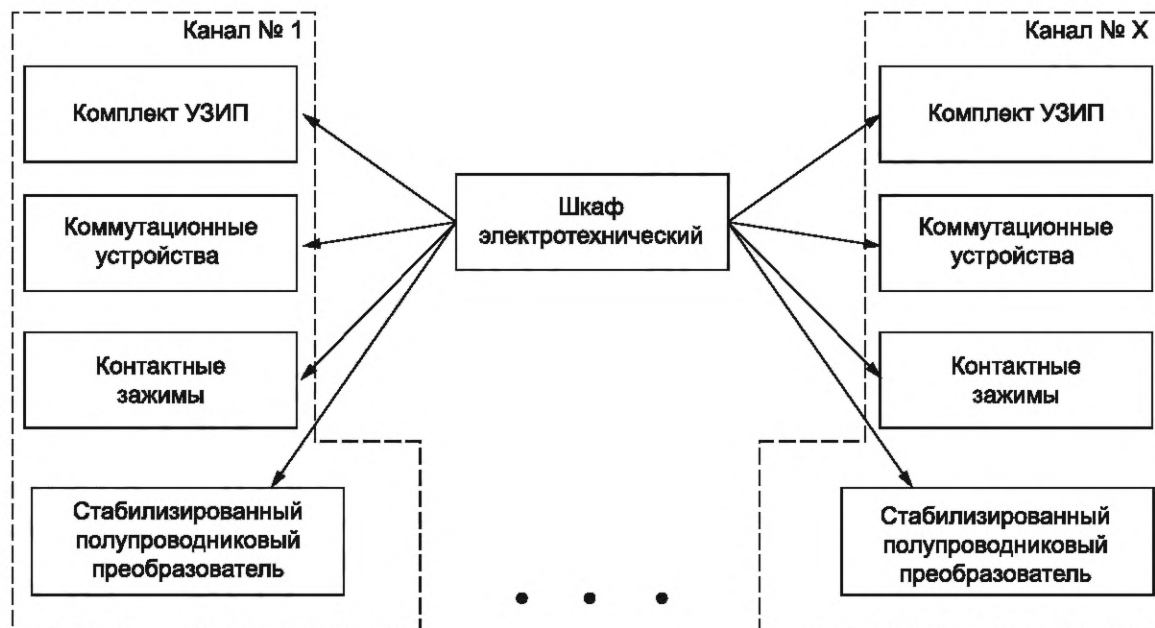 Канал № 1
Комплект УЗИП
Коммутационные
устройства
Контактные
зажимы
Стабилизированный
полупроводниковый
преобразователь
Шкаф
электротехнический
Канал № X
Комплект УЗИП
Коммутационные
устройства
Контактные
зажимы
Стабилизированный
полупроводниковый
преобразователь